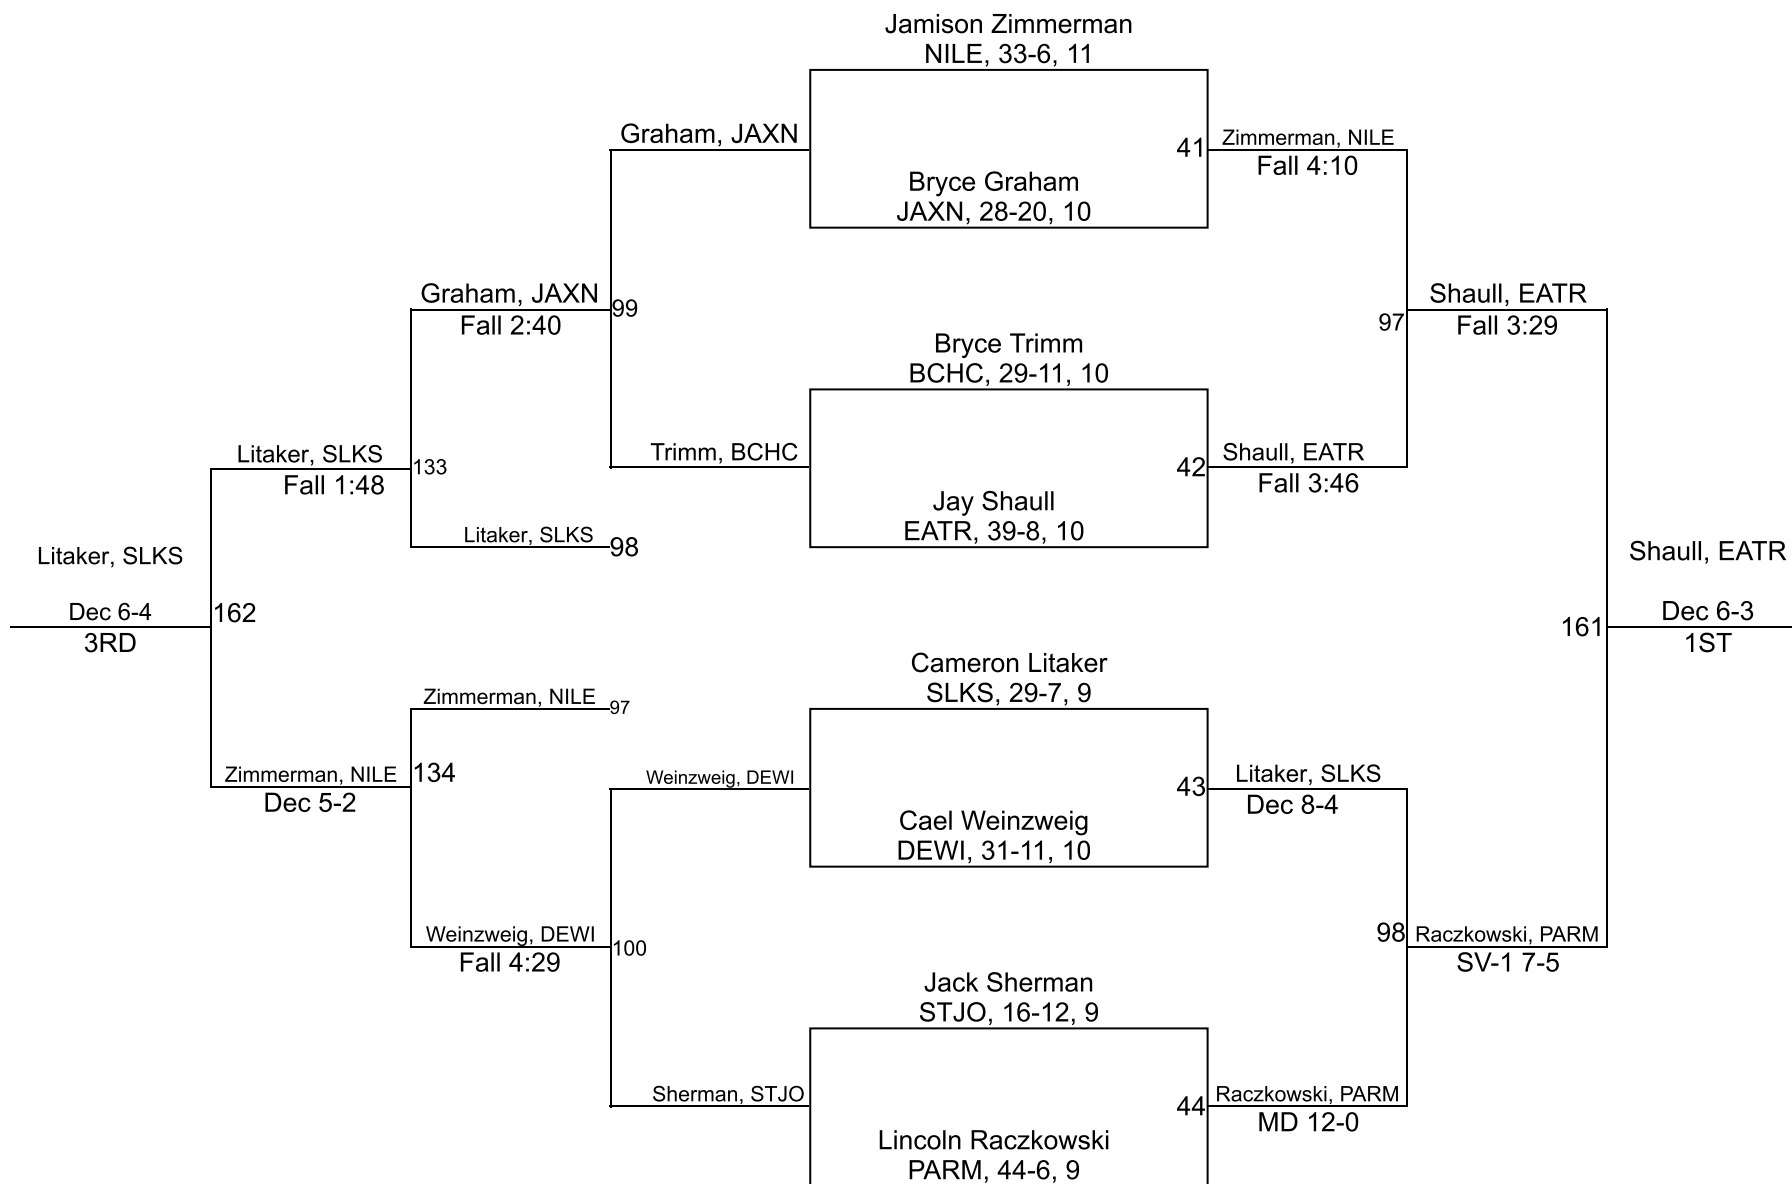 Jamison Zimmerman
NILE, 33-6, 11
Graham, JAXN
41
Zimmerman, NILE
Fall 4:10
Bryce Graham
JAXN, 28-20, 10
Graham, JAXN
Fall 2:40
99
97
Shaull, EATR
Fall 3:29
Bryce Trimm
BCHC, 29-11, 10
Litaker, SLKS
Fall 1:48
133
Trimm, BCHC
42
Shaull, EATR
Fall 3:46
Jay Shaull
EATR, 39-8, 10
Litaker, SLKS
98
Litaker, SLKS
Dec 6-4
3RD
162
161
Shaull, EATR
Dec 6-3
1ST
Cameron Litaker
SLKS, 29-7, 9
Zimmerman, NILE
97
Zimmerman, NILE
Dec 5-2
134
Weinzweig, DEWI
43
Litaker, SLKS
Dec 8-4
Cael Weinzweig
DEWI, 31-11, 10
Weinzweig, DEWI
Fall 4:29
100
98
Raczkowski, PARM
SV-1 7-5
Jack Sherman
STJO, 16-12, 9
Sherman, STJO
44
Raczkowski, PARM
MD 12-0
Lincoln Raczkowski
PARM, 44-6, 9